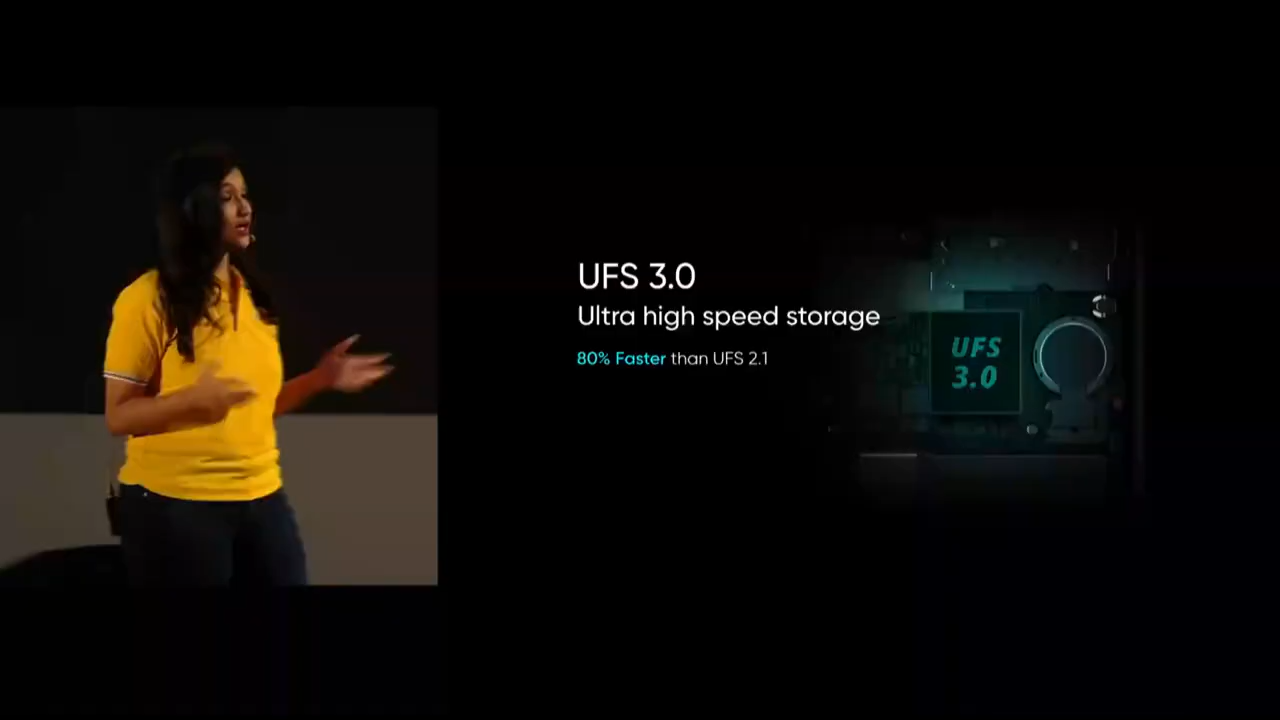 UFS 3.0
Ultra high speed storage
80% Faster than UFS 2.1
UFS
3.0